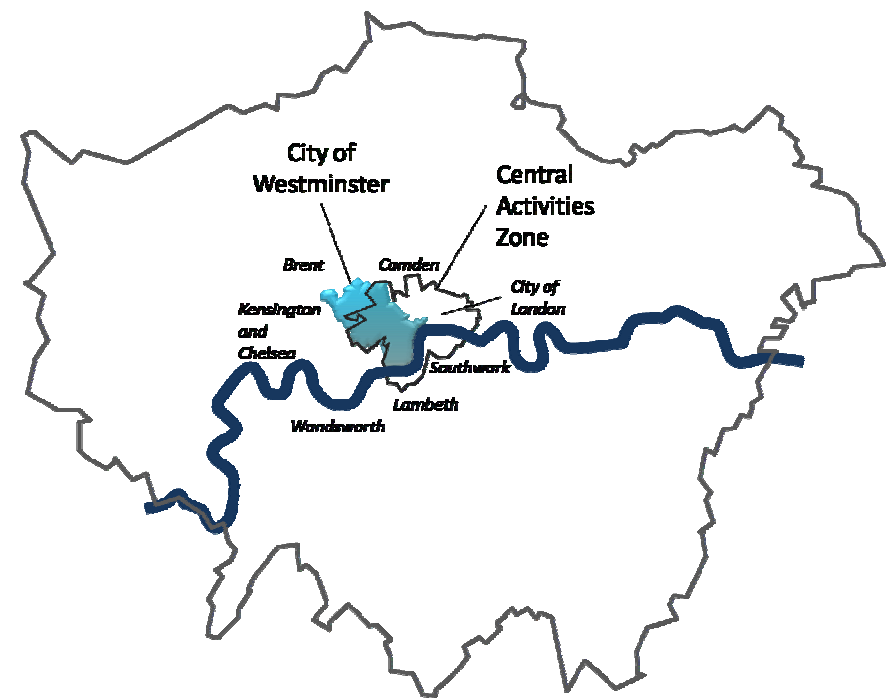 City of
Westminster
Central
Activities
Zone
Brent
Camden
City of
London
Kensington
and
Chelsea
Southwark
Lambeth
Wandsworth